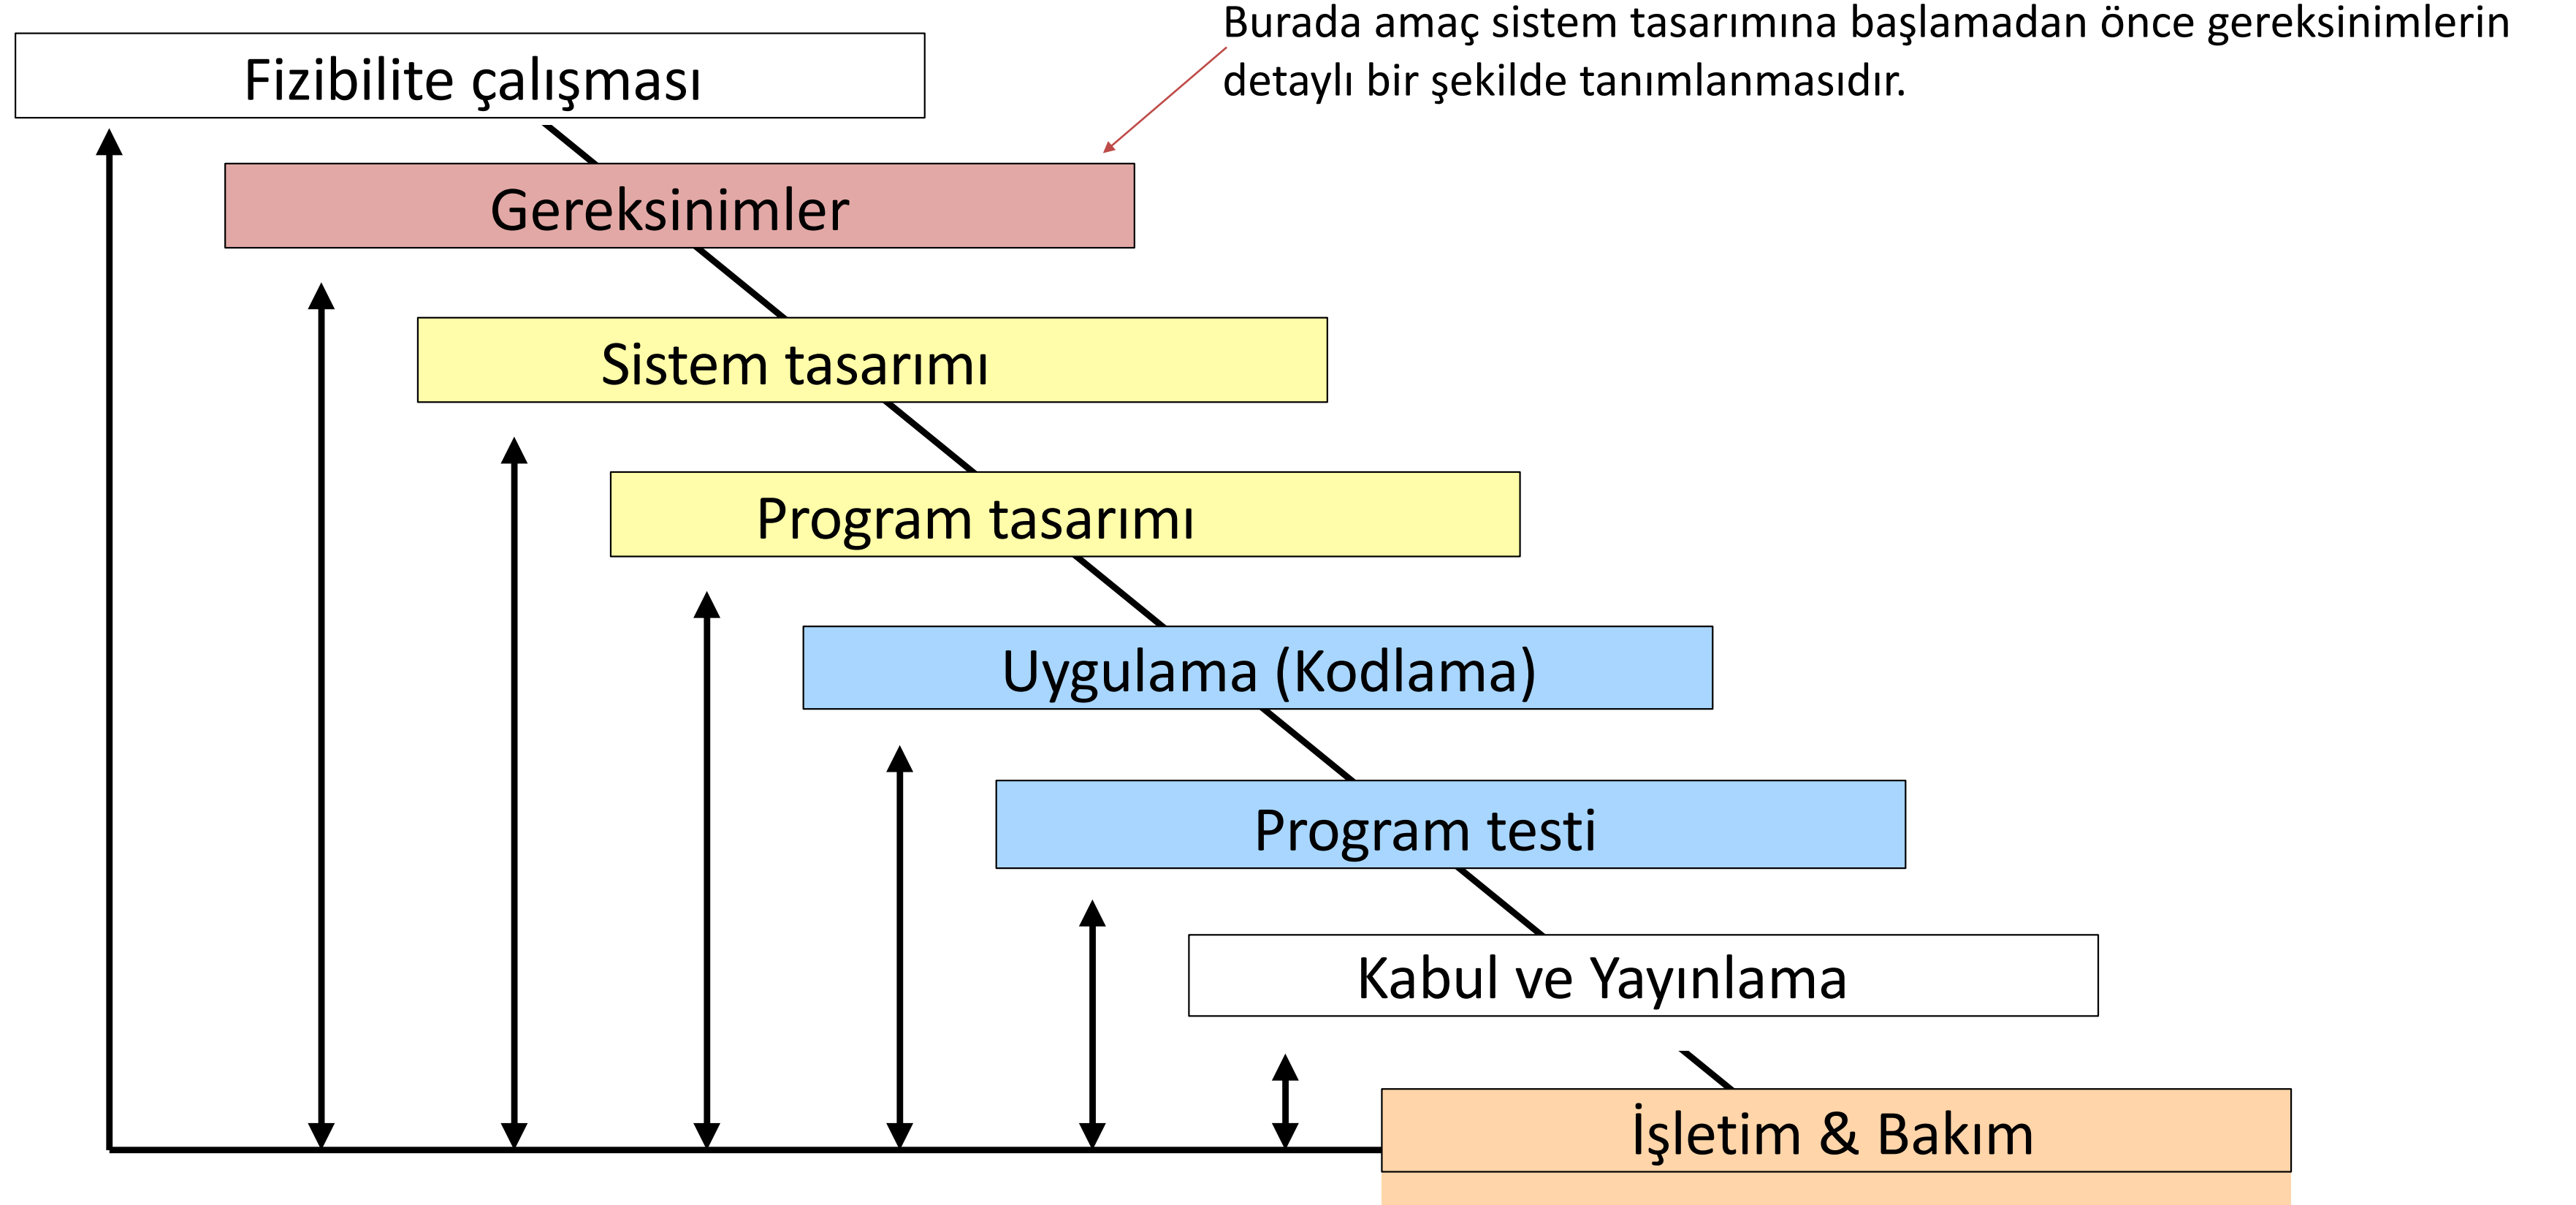 Burada amaç sistem tasarımına başlamadan önce gereksinimlerin
detaylı bir şekilde tanımlanmasıdır.
Fizibilite çalışması
Gereksinimler
Sistem tasarımı
Program tasarımı
Uygulama (Kodlama)
Program testi
Kabul ve Yayınlama
İşletim & Bakım